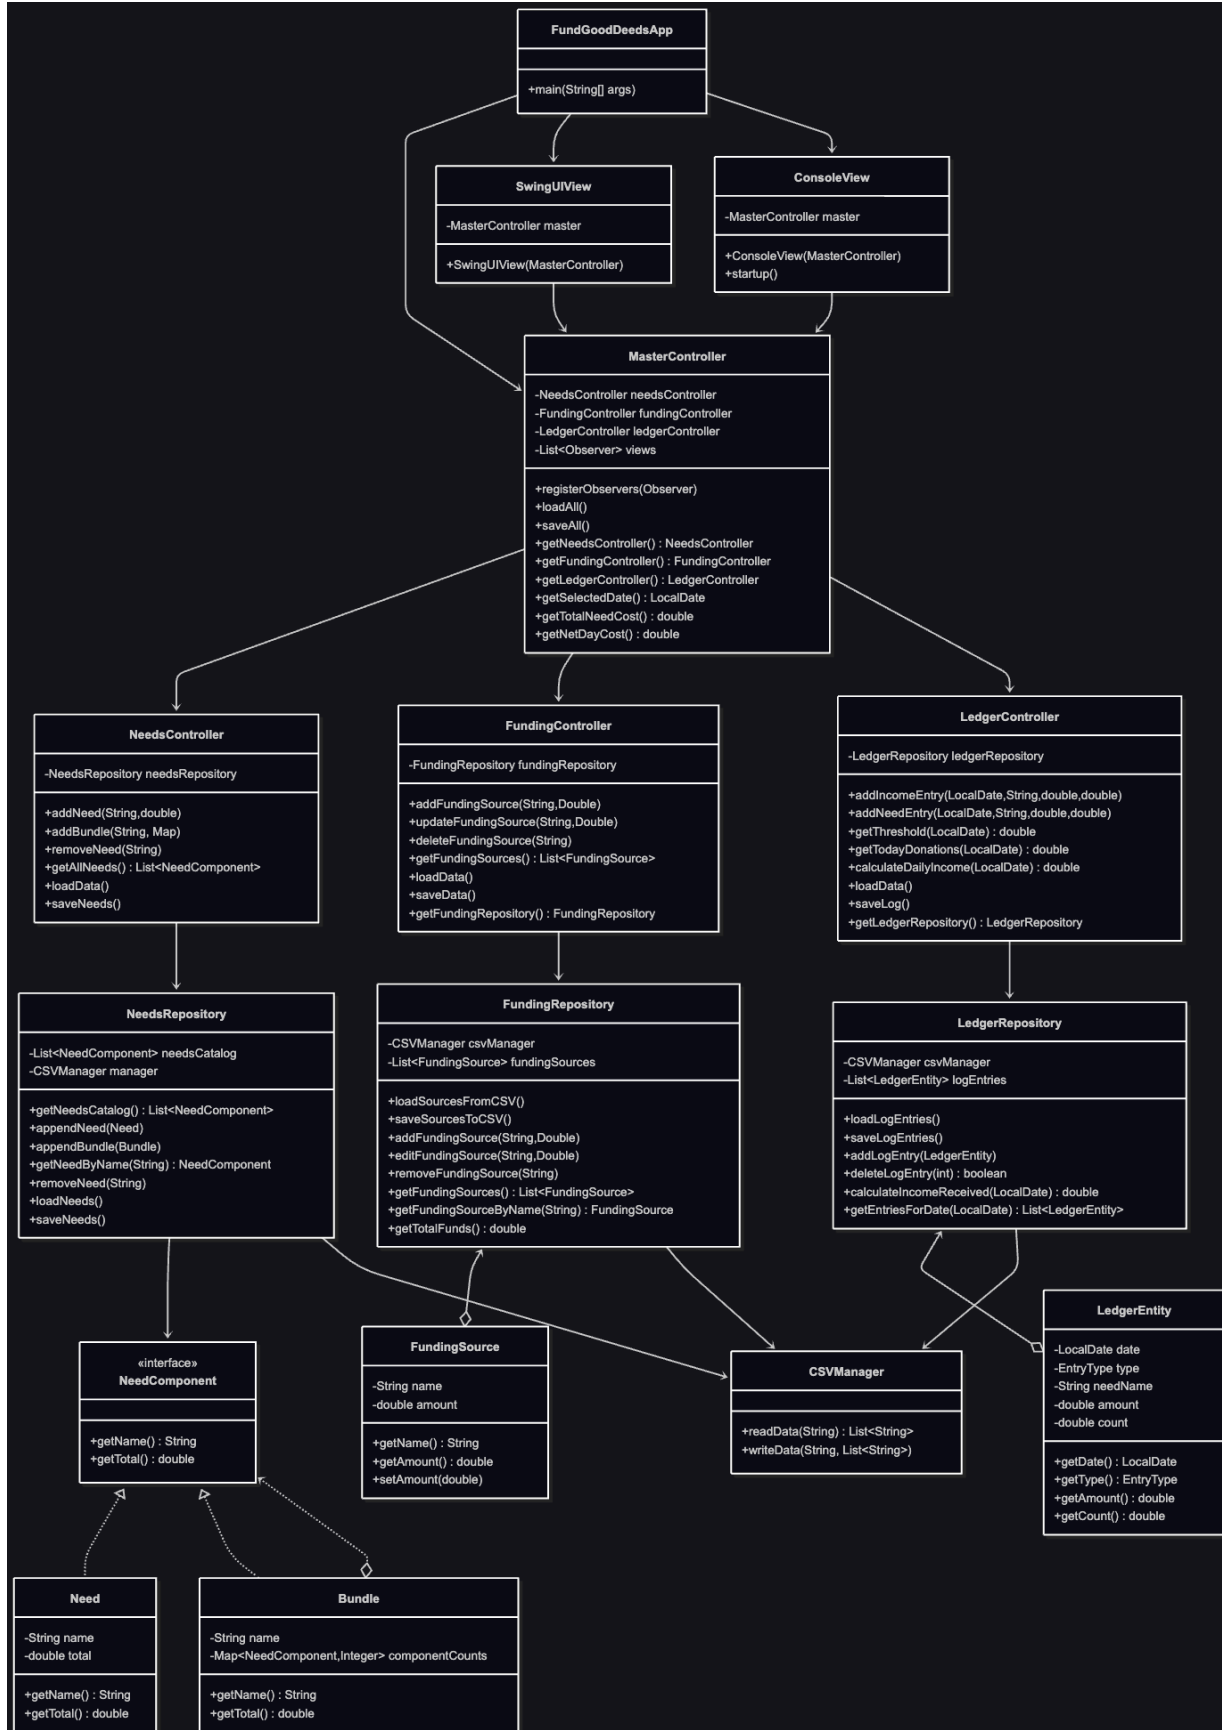 FundGoodDeedsApp
+main(String[] args)
SwingUIView
-MasterController master
+SwingUIView(MasterController)
ConsoleView
-MasterController master
+ConsoleView(MasterController)
+startup()
MasterController
-NeedsController needsController
-FundingController fundingController
-LedgerController ledgerController
-List<Observer> views
+registerObservers(Observer)
+loadAll()
+saveAll()
+getNeedsController() : NeedsController
+getFundingController() : FundingController
+getLedgerController() : LedgerController
+getSelectedDate() : LocalDate
+getTotalNeedCost() : double
+getNetDayCost() : double
NeedsController
-NeedsRepository needsRepository
+addNeed(String,double)
+addBundle(String, Map)
+removeNeed(String)
+getAllNeeds() : List<NeedComponent>
+loadData()
+saveNeeds()
FundingController
-FundingRepository fundingRepository
+addFundingSource(String,Double)
+updateFundingSource(String,Double)
+deleteFundingSource(String)
+getFundingSources() : List<FundingSource>
+loadData()
+saveData()
+getFundingRepository() : FundingRepository
LedgerController
-LedgerRepository ledgerRepository
+addIncomeEntry(LocalDate,String,double,double)
+addNeedEntry(LocalDate,String,double,double)
+getThreshold(LocalDate) : double
+getTodayDonations(LocalDate) : double
+calculateDailyIncome(LocalDate) : double
+loadData()
+saveLog()
+getLedgerRepository() : LedgerRepository
NeedsRepository
-List<NeedComponent> needsCatalog
-CSVManager manager
+getNeedsCatalog() : List<NeedComponent>
+appendNeed(Need)
+appendBundle(Bundle)
+getNeedByName(String) : NeedComponent
+removeNeed(String)
+loadNeeds()
+saveNeeds()
FundingRepository
-CSVManager csvManager
-List<FundingSource> fundingSources
+loadSourcesFromCSV()
+saveSourcesToCSV()
+addFundingSource(String,Double)
+editFundingSource(String,Double)
+removeFundingSource(String)
+getFundingSources() : List<FundingSource>
+getFundingSourceByName(String) : FundingSource
+getTotalFunds() : double
LedgerRepository
-CSVManager csvManager
-List<LedgerEntity> logEntries
+loadLogEntries()
+saveLogEntries()
+addLogEntry(LedgerEntity)
+deleteLogEntry(int) : boolean
+calculateIncomeReceived(LocalDate) : double
+getEntriesForDate(LocalDate) : List<LedgerEntity>
«interface»
NeedComponent
+getName() : String
+getTotal() : double
FundingSource
-String name
-double amount
+getName() : String
+getAmount() : double
+setAmount(double)
CSVManager
+readData(String) : List<String>
+writeData(String, List<String>)
LedgerEntity
-LocalDate date
-EntryType type
-String needName
-double amount
-double count
+getDate() : LocalDate
+getType() : EntryType
+getAmount() : double
+getCount() : double
Need
-String name
-double total
+getName() : String
+getTotal() : double
Bundle
-String name
-Map<NeedComponent,Integer> componentCounts
+getName() : String
+getTotal() : double